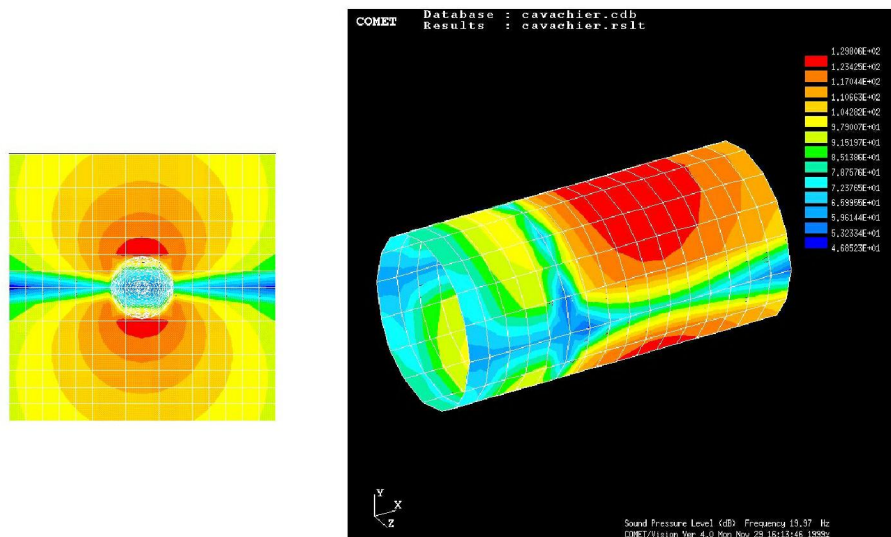 COMET
Database : cavachier.cdb
Results : cavachier.rslt
1.29806E+02
1.23425E+02
1.17044E+02
1.10663E+02
1.04282E+02
9.79007E+01
9.15197E+01
8.51386E+01
7.87576E+01
7.23765E+01
6.59955E+01
5.96144E+01
5.32334E+01
4.68523E+01
Y
X
Z
Sound Pressure Level (dB) Frequency 19.97 Hz
COMET/Vision Ver 4.0 Mon Nov 29 16:13:46 1999